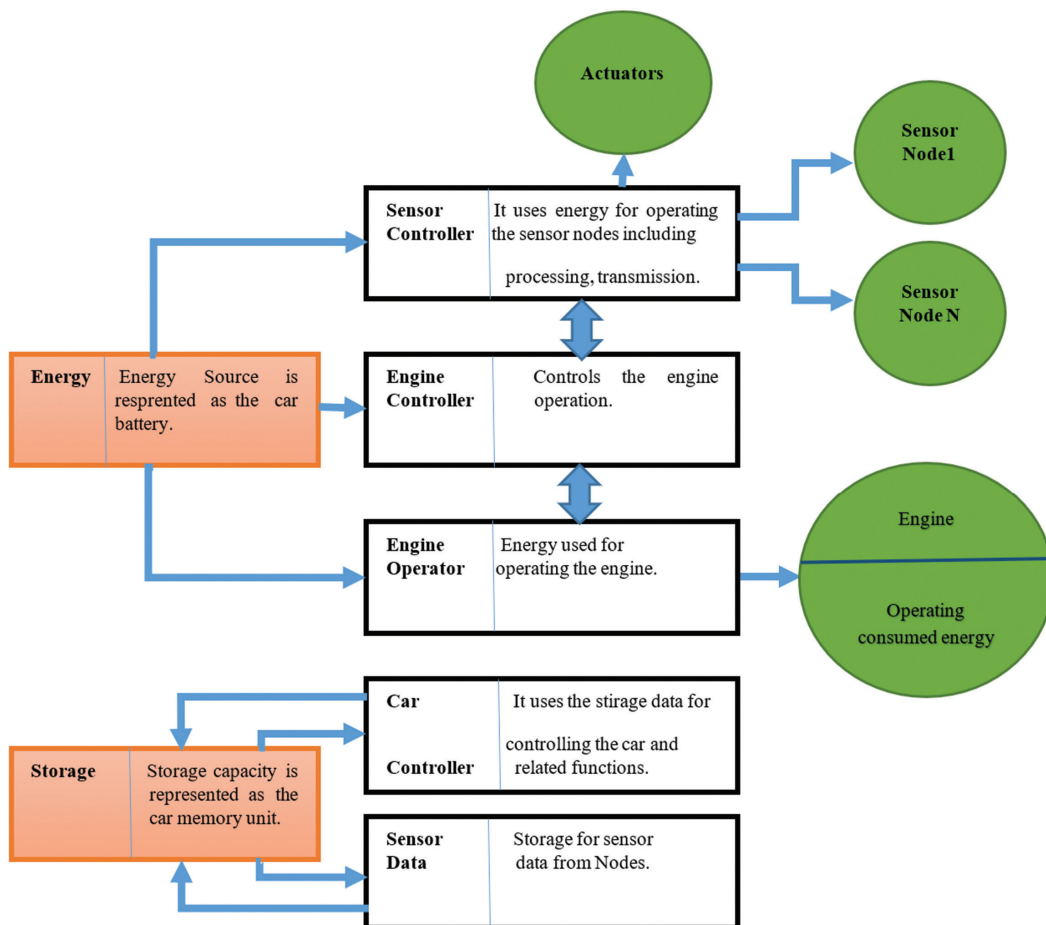 Actuators
Sensor
Node1
Sensor
Controller
It uses energy for operating
the sensor nodes including
processing, transmission.
Sensor
Node N
Energy
Energy Source is
resprented as the car
battery.
Engine
Controller
Controls the engine
operation.
Engine
Operator
Energy used for
operating the engine.
Engine
Operating
consumed energy
Car
Controller
It uses the stirage data for
controlling the car and
related functions.
Storage
Storage capacity is
represented as the
car memory unit.
Sensor
Data
Storage for sensor
data from Nodes.